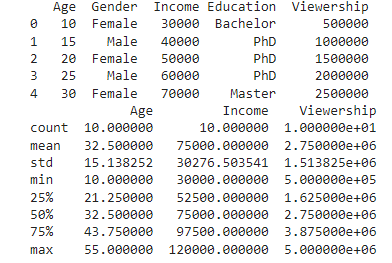 Age Gender Income Education Viewership
0 10 Female 30000 Bachelor 500000
1 15 Male 40000 PhD 1000000
2 20 Female 50000 PhD 1500000
3 25 Male 60000 PhD 2000000
4 30 Female 70000 Master 2500000
Age Income Viewership
count 10.000000 10.000000 1.000000e+01
mean 32.500000 75000.000000 2.750000e+06
std 15.138252 30276.503541 1.513825e+06
min 10.000000 30000.000000 5.000000e+05
25% 21.250000 52500.000000 1.625000e+06
50% 32.500000 75000.000000 2.750000e+06
75% 43.750000 97500.000000 3.875000e+06
max 55.000000 120000.000000 5.000000e+06